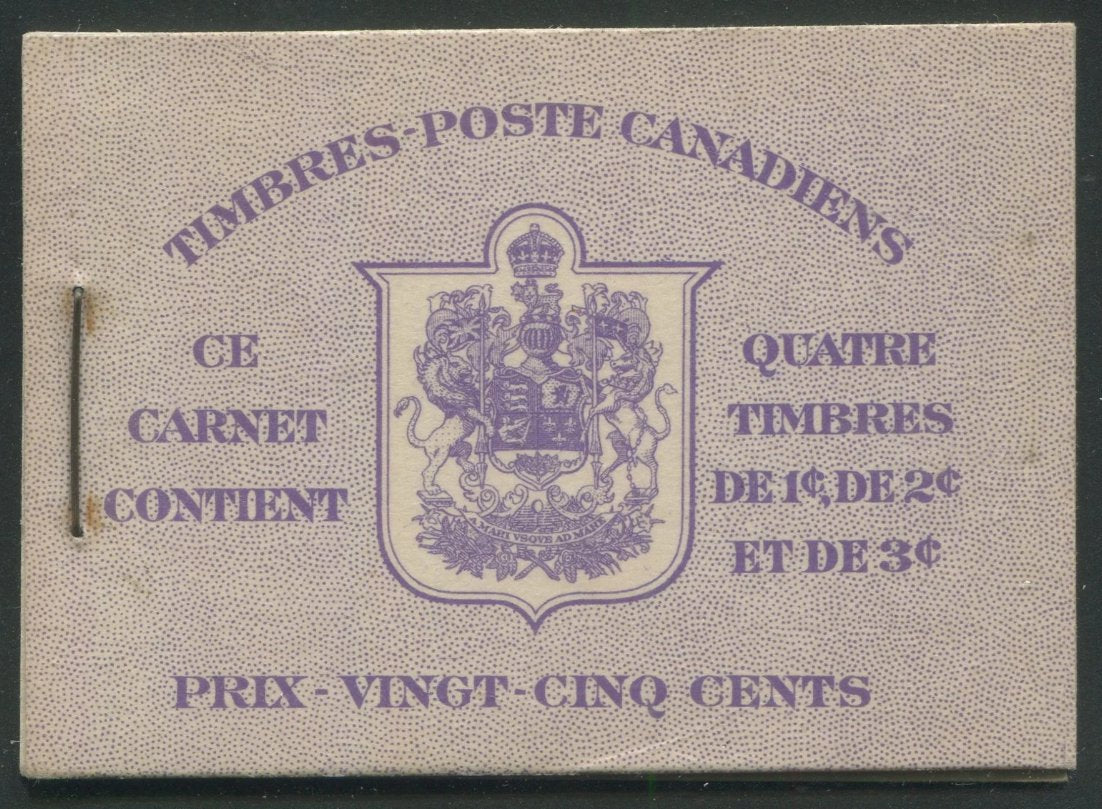 TIMBRES-POSTE CANADIENS
CE
CARNET
CONTIENT
QUATRE
TIMBRES
DE 1¢, DE 2¢
ET DE 3¢
A MARI VSQVE AD MARE
PRIX - VINGT - CINQ CENTS